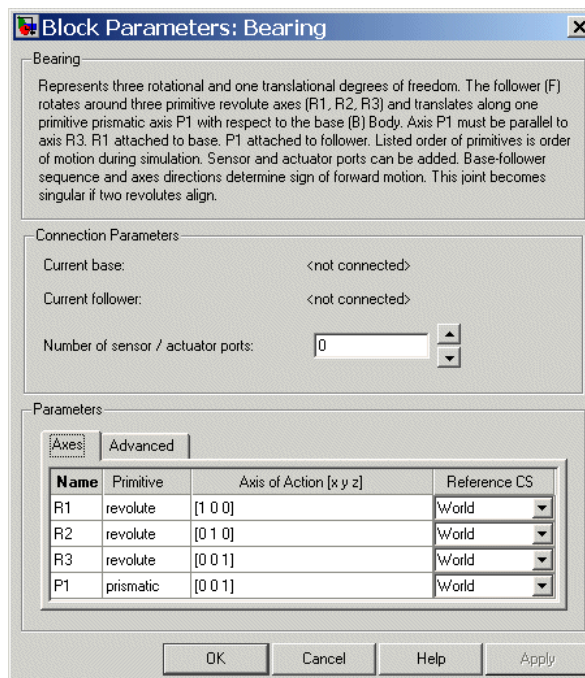 Block Parameters: Bearing
Bearing
Represents three rotational and one translational degrees of freedom. The follower (F)
rotates around three primitive revolute axes (R1, R2, R3) and translates along one
primitive prismatic axis P1 with respect to the base (B) Body. Axis P1 must be parallel to
axis R3. R1 attached to base. P1 attached to follower. Listed order of primitives is order
of motion during simulation. Sensor and actuator ports can be added. Base-follower
sequence and axes directions determine sign of forward motion. This joint becomes
singular if two revolutes align.
Connection Parameters
Current base: <not connected>
Current follower: <not connected>
Number of sensor / actuator ports: 0
Parameters
Axes Advanced
Name Primitive Axis of Action [x y z] Reference CS
R1 revolute [1 0 0] World
R2 revolute [0 1 0] World
R3 revolute [0 0 1] World
P1 prismatic [0 0 1] World
OK Cancel Help Apply